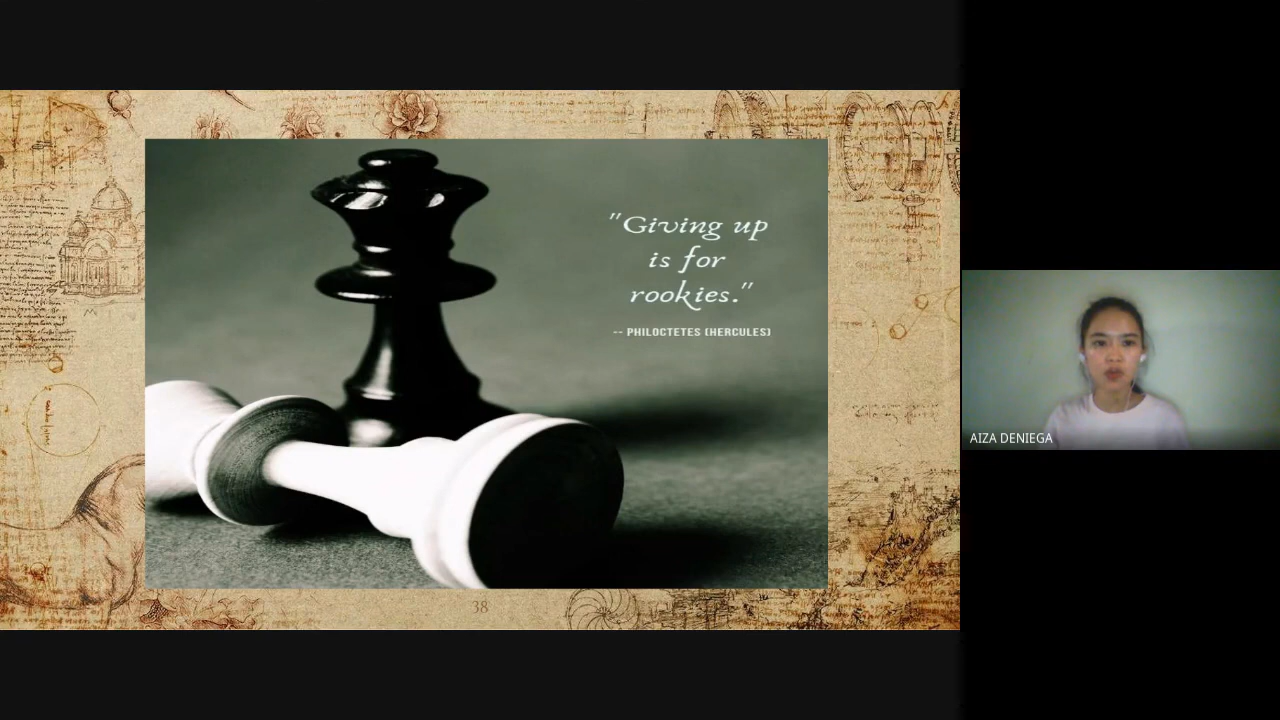 "Giving up
is for
rookies."
-- PHILOCTETES (HERCULES)
38
AIZA DENIEGA